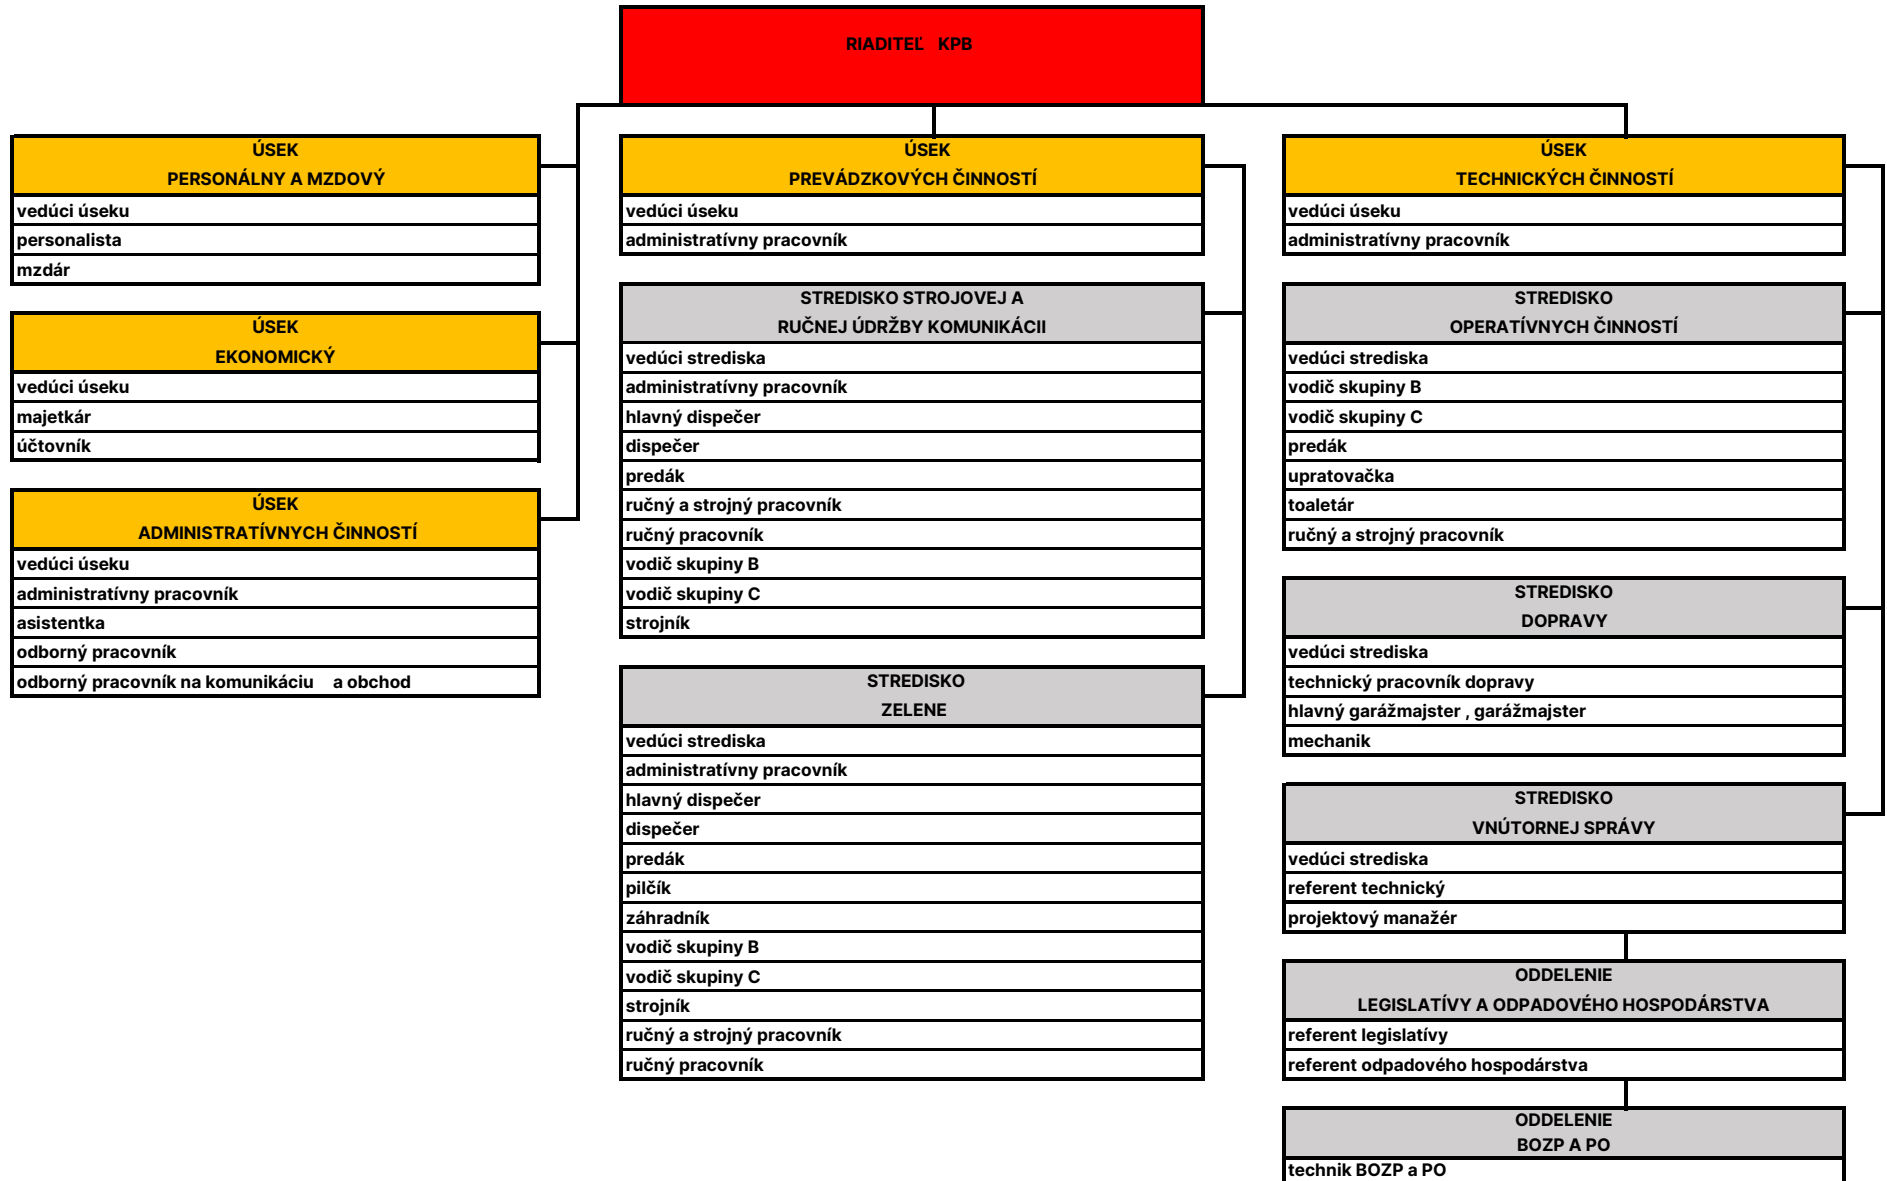 RIADITEĽ KPB
ÚSEK
PERSONÁLNY A MZDOVÝ
vedúci úseku
personalista
mzdár
ÚSEK
EKONOMICKÝ
vedúci úseku
majetkár
účtovník
ÚSEK
ADMINISTRATÍVNYCH ČINNOSTÍ
vedúci úseku
administratívny pracovník
asistentka
odborný pracovník
odborný pracovník na komunikáciu a obchod
ÚSEK
PREVÁDZKOVÝCH ČINNOSTÍ
vedúci úseku
administratívny pracovník
STREDISKO STROJOVEJ A
RUČNEJ ÚDRŽBY KOMUNIKÁCII
vedúci strediska
administratívny pracovník
hlavný dispečer
dispečer
predák
ručný a strojný pracovník
ručný pracovník
vodič skupiny B
vodič skupiny C
strojník
STREDISKO
ZELENE
vedúci strediska
administratívny pracovník
hlavný dispečer
dispečer
predák
pilčík
záhradník
vodič skupiny B
vodič skupiny C
strojník
ručný a strojný pracovník
ručný pracovník
ÚSEK
TECHNICKÝCH ČINNOSTÍ
vedúci úseku
administratívny pracovník
STREDISKO
OPERATÍVNYCH ČINNOSTÍ
vedúci strediska
vodič skupiny B
vodič skupiny C
predák
upratovačka
toaletár
ručný a strojný pracovník
STREDISKO
DOPRAVY
vedúci strediska
technický pracovník dopravy
hlavný garážmajster , garážmajster
mechanik
STREDISKO
VNÚTORNEJ SPRÁVY
vedúci strediska
referent technický
projektový manažér
ODDELENIE
LEGISLATÍVY A ODPADOVÉHO HOSPODÁRSTVA
referent legislatívy
referent odpadového hospodárstva
ODDELENIE
BOZP A PO
technik BOZP a PO